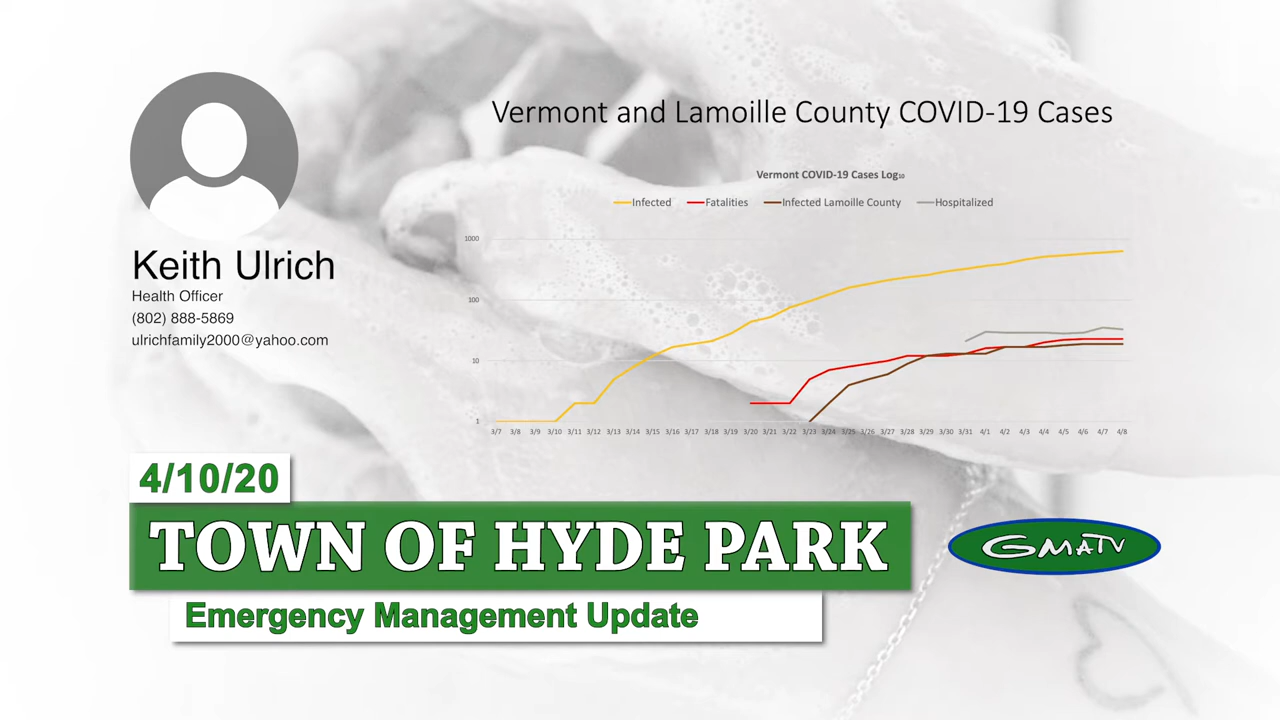 Vermont and Lamoille County COVID-19 Cases
Vermont COVID-19 Cases Log10
Infected Fatalities Infected Lamoille County Hospitalized
1000
100
10
1
3/7 3/8 3/9 3/10 3/11 3/12 3/13 3/14 3/15 3/16 3/17 3/18 3/19 3/20 3/21 3/22 3/23 3/24 3/25 3/26 3/27 3/28 3/29 3/30 3/31 4/1 4/2 4/3 4/4 4/5 4/6 4/7 4/8
Keith Ulrich
Health Officer
(802) 888-5869
ulrichfamily2000@yahoo.com
4/10/20
TOWN OF HYDE PARK
GMATV
Emergency Management Update